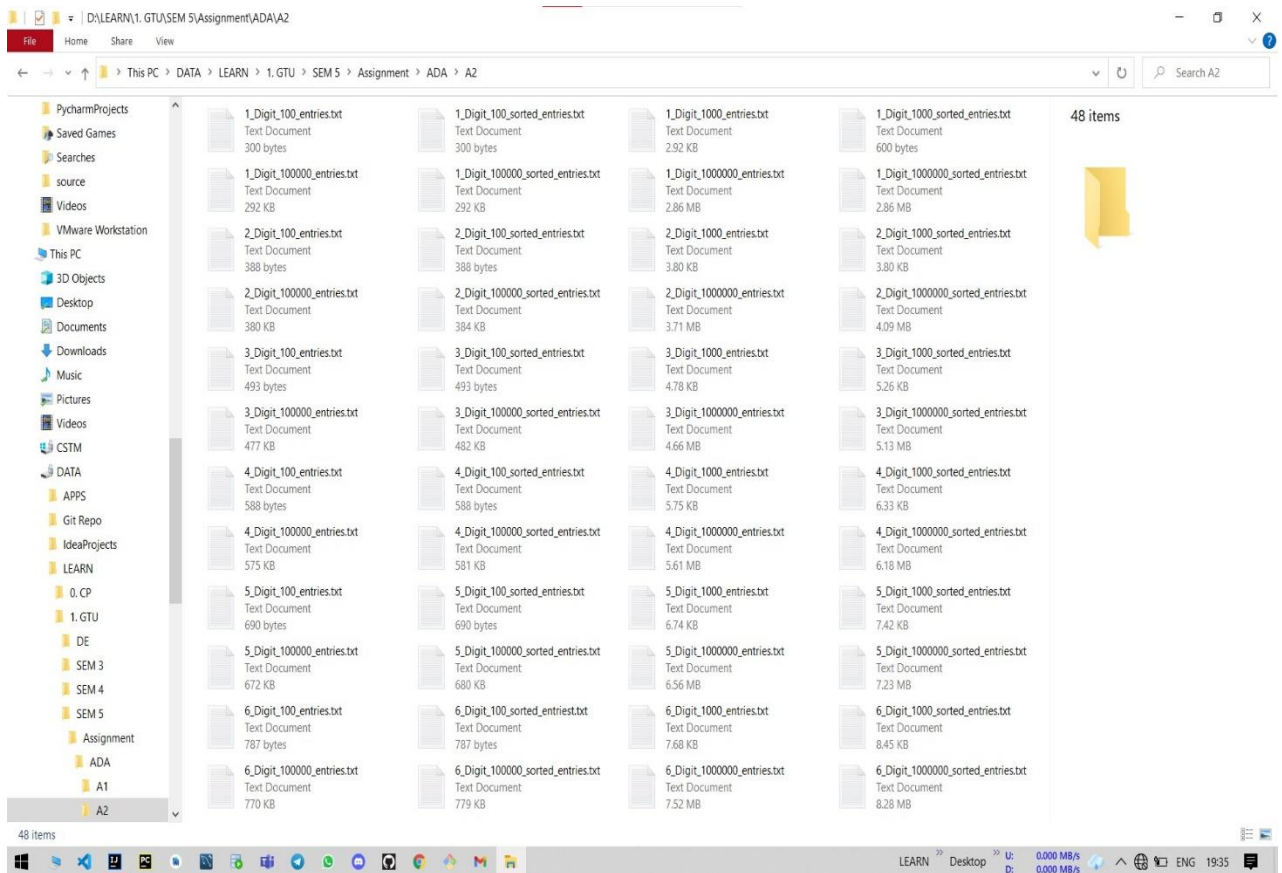 D:\LEARN\1. GTU\SEM 5\Assignment\ADA\A2
File Home Share View
This PC > DATA > LEARN > 1. GTU > SEM 5 > Assignment > ADA > A2
Search A2
PycharmProjects
Saved Games
Searches
source
Videos
VMware Workstation
This PC
3D Objects
Desktop
Documents
Downloads
Music
Pictures
Videos
CSTM
DATA
APPS
Git Repo
IdeaProjects
LEARN
0. CP
1. GTU
DE
SEM 3
SEM 4
SEM 5
Assignment
ADA
A1
A2
1_Digit_100_entries.txt
Text Document
300 bytes
1_Digit_100_sorted_entries.txt
Text Document
300 bytes
1_Digit_1000_entries.txt
Text Document
2.92 KB
1_Digit_1000_sorted_entries.txt
Text Document
600 bytes
1_Digit_100000_entries.txt
Text Document
292 KB
1_Digit_100000_sorted_entries.txt
Text Document
292 KB
1_Digit_1000000_entries.txt
Text Document
2.86 MB
1_Digit_1000000_sorted_entries.txt
Text Document
2.86 MB
2_Digit_100_entries.txt
Text Document
388 bytes
2_Digit_100_sorted_entries.txt
Text Document
388 bytes
2_Digit_1000_entries.txt
Text Document
3.80 KB
2_Digit_1000_sorted_entries.txt
Text Document
3.80 KB
2_Digit_100000_entries.txt
Text Document
380 KB
2_Digit_100000_sorted_entries.txt
Text Document
384 KB
2_Digit_1000000_entries.txt
Text Document
3.71 MB
2_Digit_1000000_sorted_entries.txt
Text Document
4.09 MB
3_Digit_100_entries.txt
Text Document
493 bytes
3_Digit_100_sorted_entries.txt
Text Document
493 bytes
3_Digit_1000_entries.txt
Text Document
4.78 KB
3_Digit_1000_sorted_entries.txt
Text Document
5.26 KB
3_Digit_100000_entries.txt
Text Document
477 KB
3_Digit_100000_sorted_entries.txt
Text Document
482 KB
3_Digit_1000000_entries.txt
Text Document
4.66 MB
3_Digit_1000000_sorted_entries.txt
Text Document
5.13 MB
4_Digit_100_entries.txt
Text Document
588 bytes
4_Digit_100_sorted_entries.txt
Text Document
588 bytes
4_Digit_1000_entries.txt
Text Document
5.75 KB
4_Digit_1000_sorted_entries.txt
Text Document
6.33 KB
4_Digit_100000_entries.txt
Text Document
575 KB
4_Digit_100000_sorted_entries.txt
Text Document
581 KB
4_Digit_1000000_entries.txt
Text Document
5.61 MB
4_Digit_1000000_sorted_entries.txt
Text Document
6.18 MB
5_Digit_100_entries.txt
Text Document
690 bytes
5_Digit_100_sorted_entries.txt
Text Document
690 bytes
5_Digit_1000_entries.txt
Text Document
6.74 KB
5_Digit_1000_sorted_entries.txt
Text Document
7.42 KB
5_Digit_100000_entries.txt
Text Document
672 KB
5_Digit_100000_sorted_entries.txt
Text Document
680 KB
5_Digit_1000000_entries.txt
Text Document
6.56 MB
5_Digit_1000000_sorted_entries.txt
Text Document
7.23 MB
6_Digit_100_entries.txt
Text Document
787 bytes
6_Digit_100_sorted_entriest.txt
Text Document
787 bytes
6_Digit_1000_entries.txt
Text Document
7.68 KB
6_Digit_1000_sorted_entries.txt
Text Document
8.45 KB
6_Digit_100000_entries.txt
Text Document
770 KB
6_Digit_100000_sorted_entries.txt
Text Document
779 KB
6_Digit_1000000_entries.txt
Text Document
7.52 MB
6_Digit_1000000_sorted_entries.txt
Text Document
8.28 MB
48 items
48 items
LEARN » Desktop » U: 0.000 MB/s
D: 0.000 MB/s
ENG 19:35